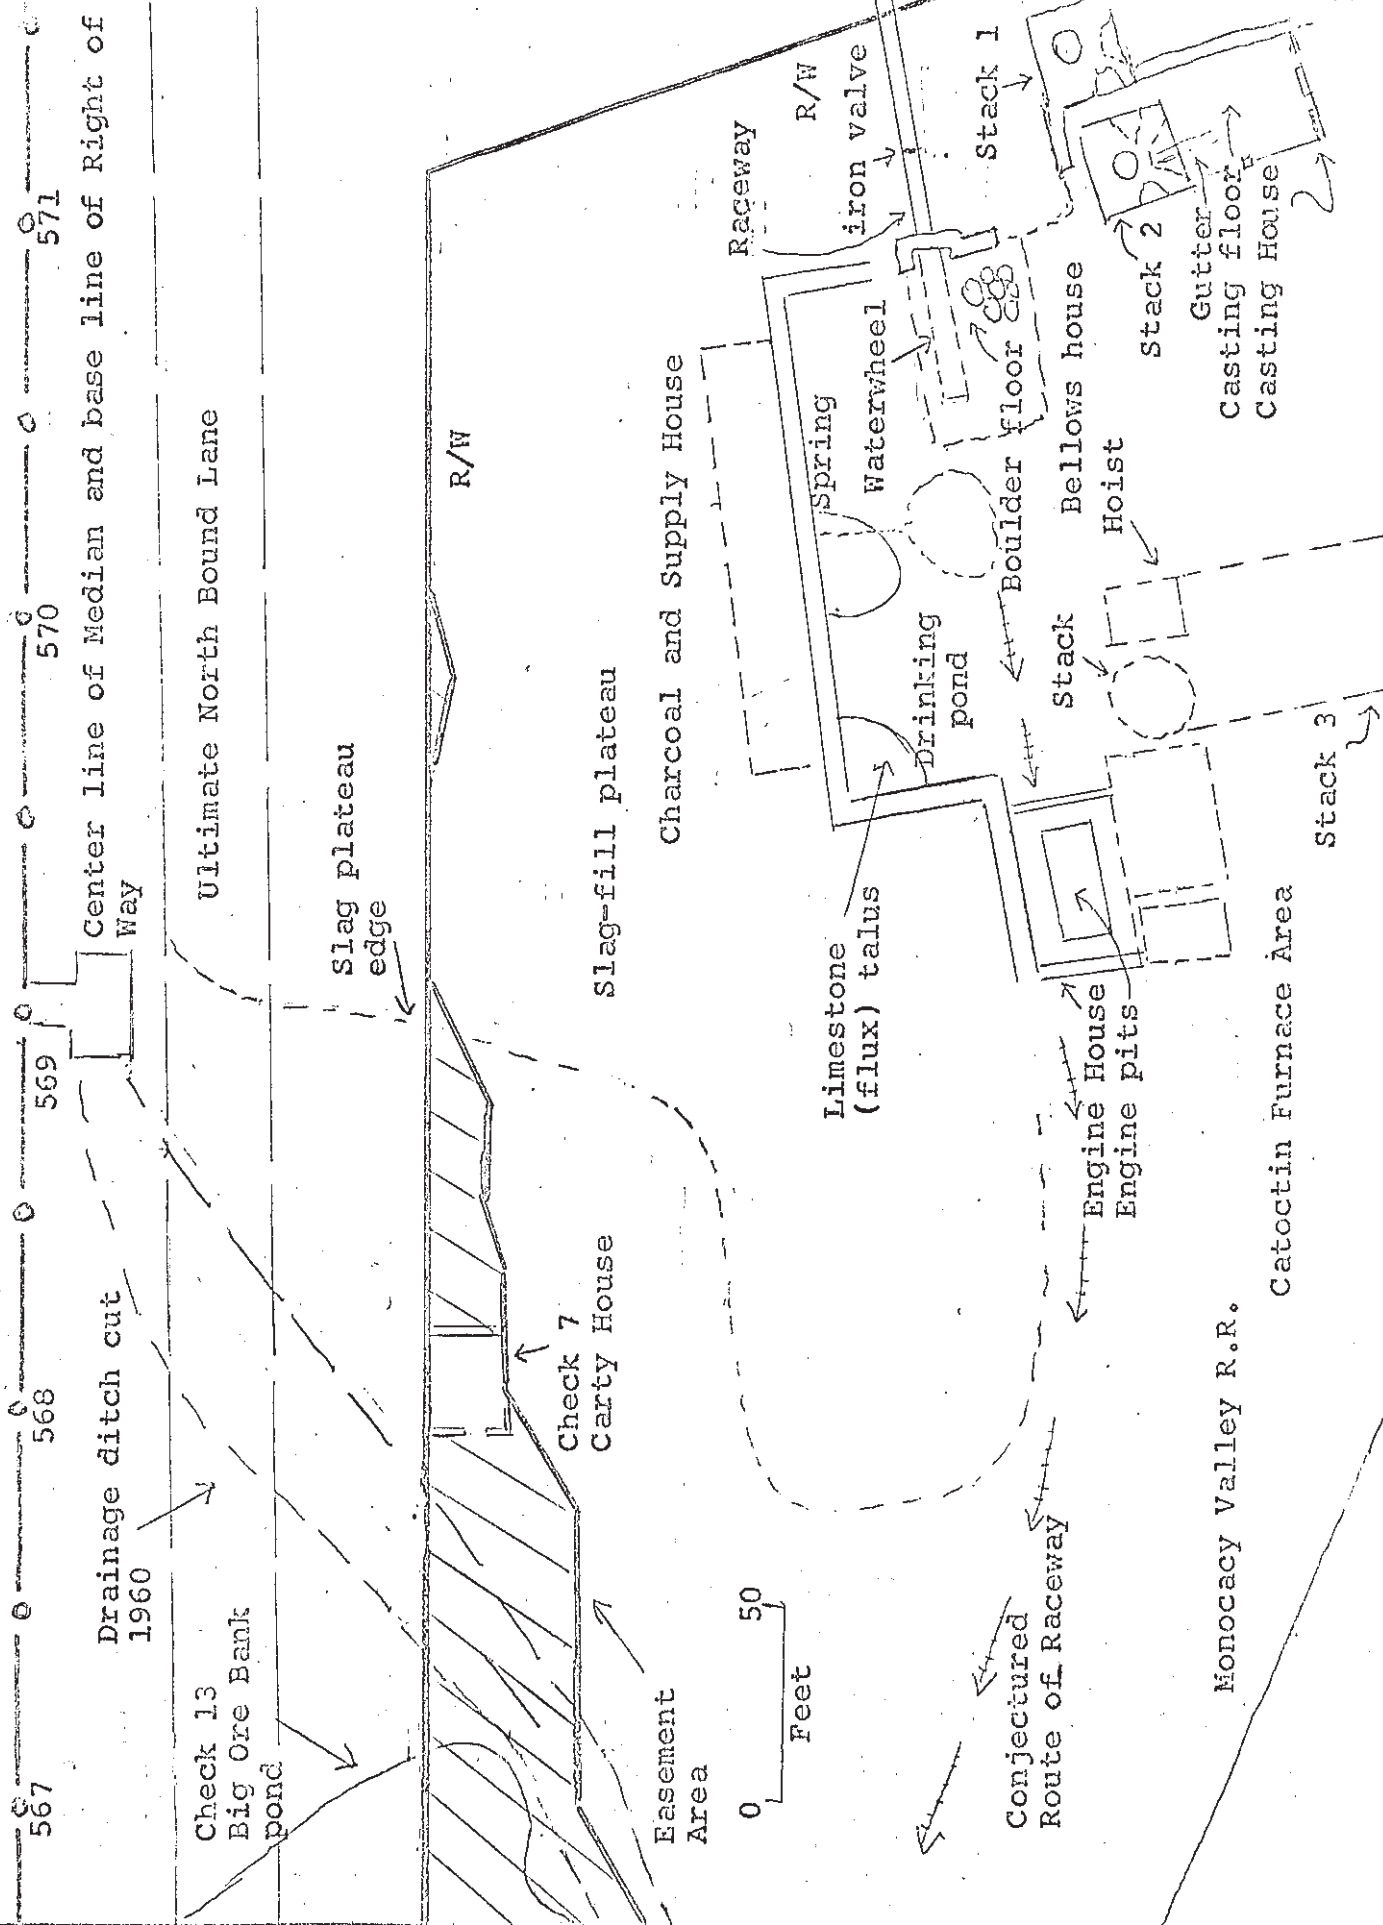 567
568
569
570
571
Center line of Median and base line of Right of
Way
Ultimate North Bound Lane
Drainage ditch cut
1960
Check 13
Big Ore Bank
pond
Slag plateau
edge
R/W
Slag-fill plateau
Check 7
Carty House
Easement
Area
0 50
Feet
Charcoal and Supply House
Raceway
R/W
iron valve
Spring
Waterwheel
Limestone
(flux) talus
Drinking
pond
Boulder floor
Stack 1
Bellows house
Hoist
Stack
Stack 2
Gutter
Casting floor
Casting House
Engine House
Engine pits
Stack 3
Conjectured
Route of Raceway
Monocacy Valley R.R.
Catoctin Furnace Area